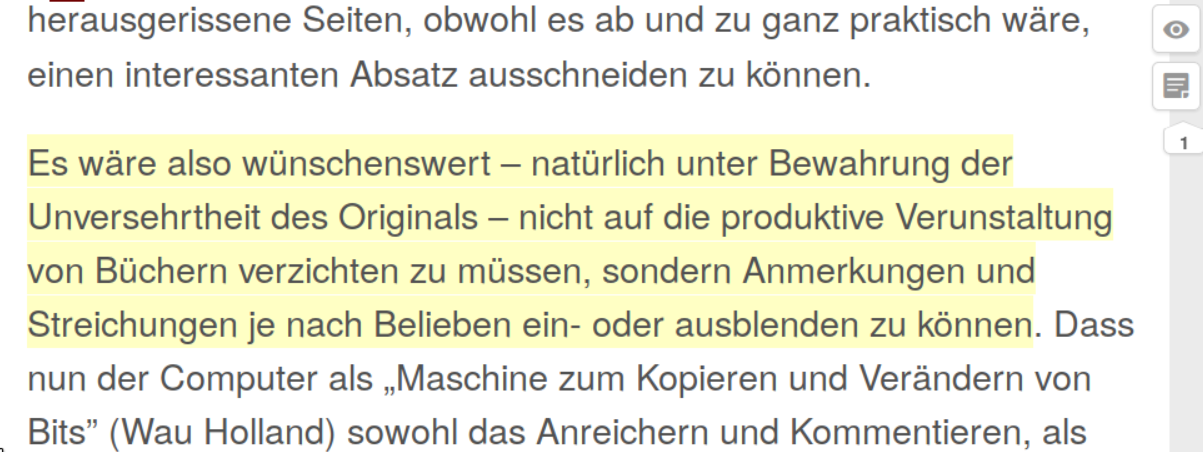 herausgerissene Seiten, obwohl es ab und zu ganz praktisch wäre,
einen interessanten Absatz ausschneiden zu können.
Es wäre also wünschenswert – natürlich unter Bewahrung der
Unversehrtheit des Originals – nicht auf die produktive Verunstaltung
von Büchern verzichten zu müssen, sondern Anmerkungen und
Streichungen je nach Belieben ein- oder ausblenden zu können. Dass
nun der Computer als „Maschine zum Kopieren und Verändern von
Bits” (Wau Holland) sowohl das Anreichern und Kommentieren, als
1